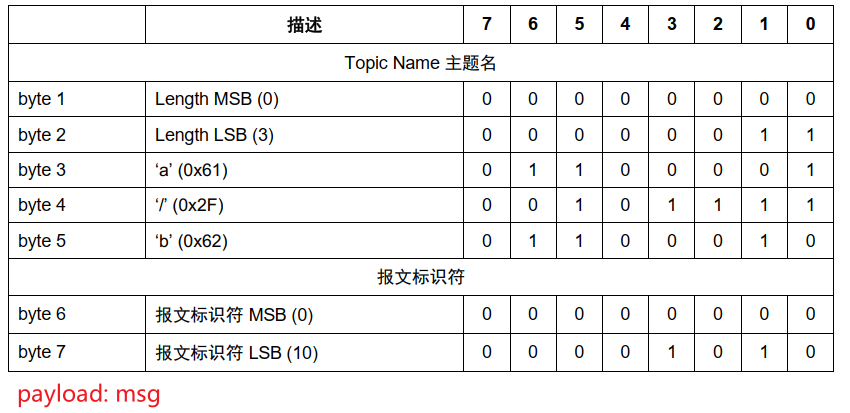 描述 7 6 5 4 3 2 1 0
Topic Name 主题名
byte 1 Length MSB (0) 0 0 0 0 0 0 0 0
byte 2 Length LSB (3) 0 0 0 0 0 0 1 1
byte 3 ‘a’ (0x61) 0 1 1 0 0 0 0 1
byte 4 ‘/’ (0x2F) 0 0 1 0 1 1 1 1
byte 5 ‘b’ (0x62) 0 1 1 0 0 0 1 0
报文标识符
byte 6 报文标识符 MSB (0) 0 0 0 0 0 0 0 0
byte 7 报文标识符 LSB (10) 0 0 0 0 1 0 1 0
payload: msg